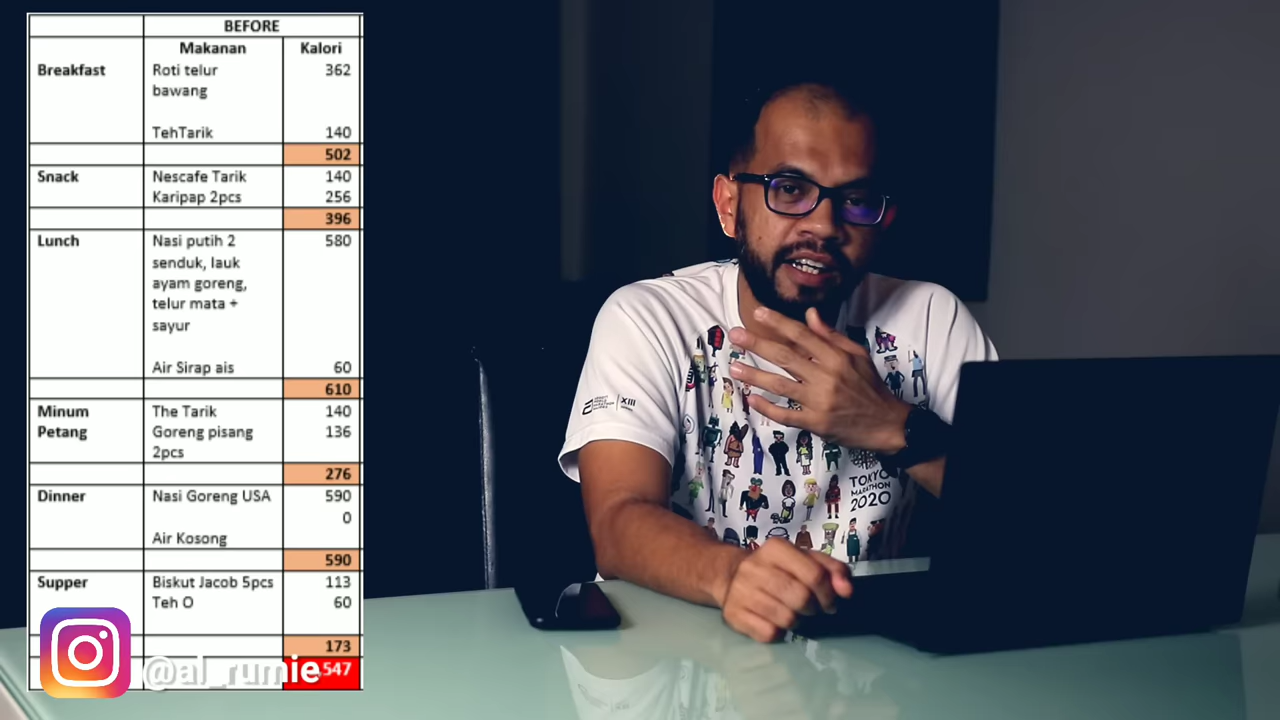 BEFORE
Makanan Kalori
Breakfast Roti telur 362
bawang
TehTarik 140
502
Snack Nescafe Tarik 140
Karipap 2pcs 256
396
Lunch Nasi putih 2 580
senduk, lauk
ayam goreng,
telur mata +
sayur
Air Sirap ais 60
610
Minum The Tarik 140
Petang Goreng pisang 136
2pcs
276
Dinner Nasi Goreng USA 590
0
Air Kosong
590
Supper Biskut Jacob 5pcs 113
Teh O 60
173
547
@al_rumie
XIII
TOKYO
MARATHON
2020